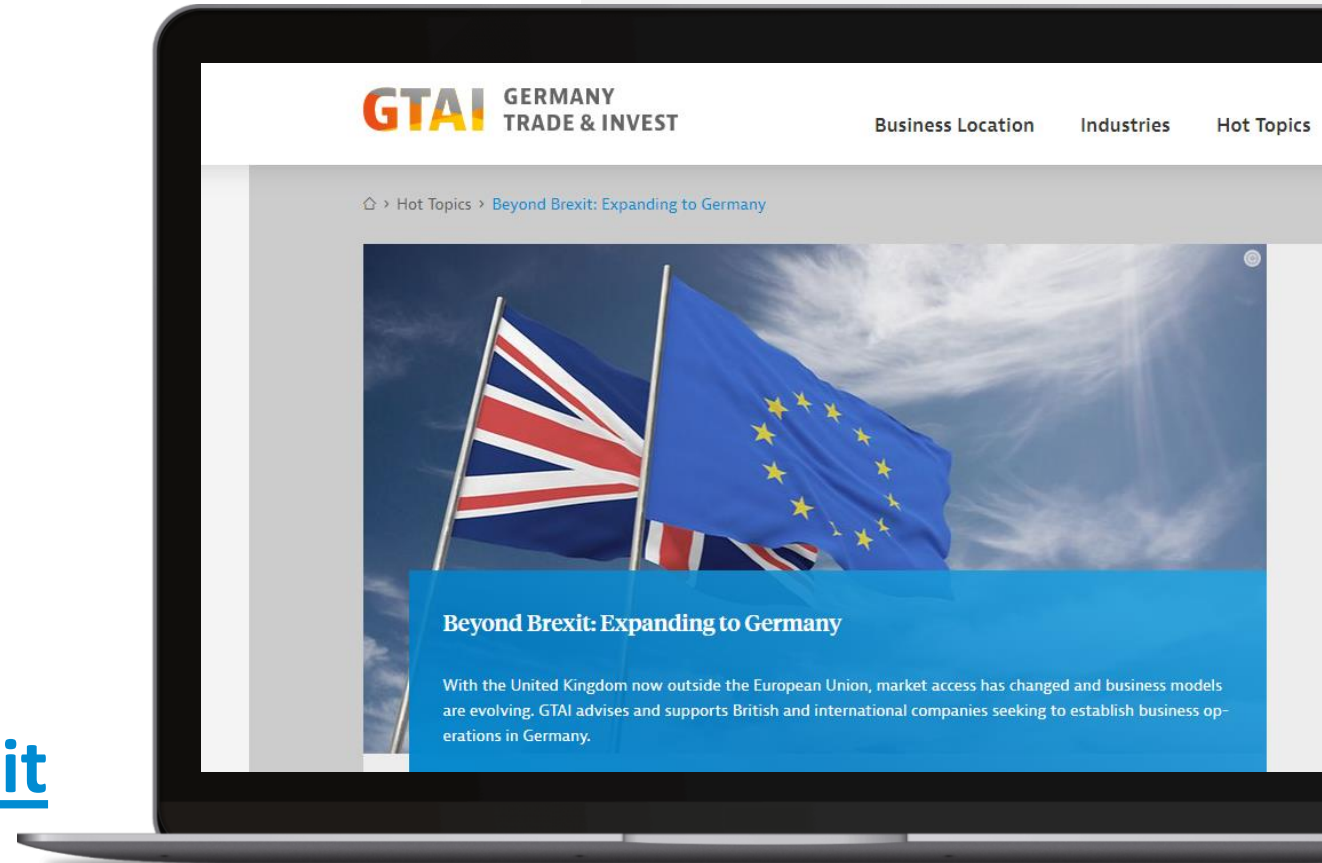 GTAI GERMANY
TRADE & INVEST
Business Location Industries Hot Topics
> Hot Topics > Beyond Brexit: Expanding to Germany
©
Beyond Brexit: Expanding to Germany
With the United Kingdom now outside the European Union, market access has changed and business models
are evolving. GTAI advises and supports British and international companies seeking to establish business op-
erations in Germany.
it